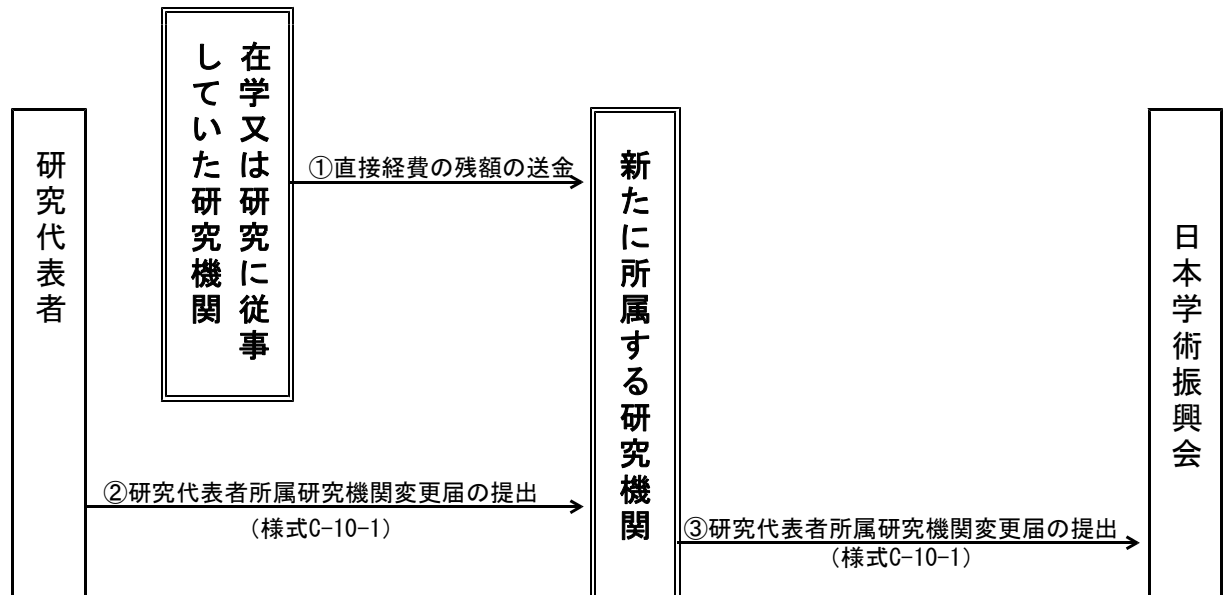 研究代表者
在学又は研究に従事
していた研究機関
①直接経費の残額の送金
②研究代表者所属研究機関変更届の提出
(様式C-10-1)
新たに所属する研究機関
③研究代表者所属研究機関変更届の提出
(様式C-10-1)
日本学術振興会